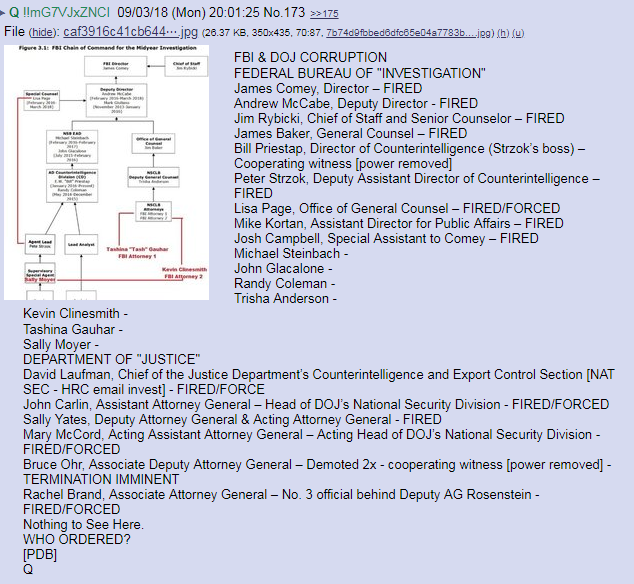 Q !!mG7VJxZNCI 09/03/18 (Mon) 20:01:25 No.173 >>175
File (hide): caf3916c41cb644⋯.jpg (26.37 KB, 350x435, 70:87, 7b74d9fbbed6dfc65e04a7783b….jpg) (h) (u)
Figure 3.1: FBI Chain of Command for the Midyear Investigation
FBI Director
James Comey
Chief of Staff
Jim Rybicki
Special Counsel
Lisa Page
(February 2016-
March 2018)
Deputy Director
Andrew McCabe
(February 2016-March 2018)
Mark Giuliano
(November 2013-January
2016)
NSB EAD
Michael Steinbach
(February 2016-February
2017)
John Giacalone
(July 2015-February
2016)
Office of General
Counsel
Jim Baker
AD Counterintelligence
Division (CD)
E.W. "Bill" Priestap
(January 2016-Present)
Randy Coleman
(May 2014-December
2015)
NSCLB
Deputy General Counsel
Trisha Anderson
NSCLB
Attorneys
FBI Attorney 1
FBI Attorney 2
Agent Lead
Pete Strzok
Lead Analyst
Tashina "Tash" Gauhar
FBI Attorney 1
Kevin Clinesmith
FBI Attorney 2
Supervisory
Special Agent
Sally Moyer
FBI & DOJ CORRUPTION
FEDERAL BUREAU OF "INVESTIGATION"
James Comey, Director – FIRED
Andrew McCabe, Deputy Director - FIRED
Jim Rybicki, Chief of Staff and Senior Counselor – FIRED
James Baker, General Counsel – FIRED
Bill Priestap, Director of Counterintelligence (Strzok's boss) –
Cooperating witness [power removed]
Peter Strzok, Deputy Assistant Director of Counterintelligence –
FIRED
Lisa Page, Office of General Counsel – FIRED/FORCED
Mike Kortan, Assistant Director for Public Affairs – FIRED
Josh Campbell, Special Assistant to Comey – FIRED
Michael Steinbach -
John Glacalone -
Randy Coleman -
Trisha Anderson -
Kevin Clinesmith -
Tashina Gauhar -
Sally Moyer -
DEPARTMENT OF "JUSTICE"
David Laufman, Chief of the Justice Department's Counterintelligence and Export Control Section [NAT
SEC - HRC email invest] - FIRED/FORCE
John Carlin, Assistant Attorney General – Head of DOJ's National Security Division - FIRED/FORCED
Sally Yates, Deputy Attorney General & Acting Attorney General - FIRED
Mary McCord, Acting Assistant Attorney General – Acting Head of DOJ's National Security Division -
FIRED/FORCED
Bruce Ohr, Associate Deputy Attorney General – Demoted 2x - cooperating witness [power removed] -
TERMINATION IMMINENT
Rachel Brand, Associate Attorney General – No. 3 official behind Deputy AG Rosenstein -
FIRED/FORCED
Nothing to See Here.
WHO ORDERED?
[PDB]
Q